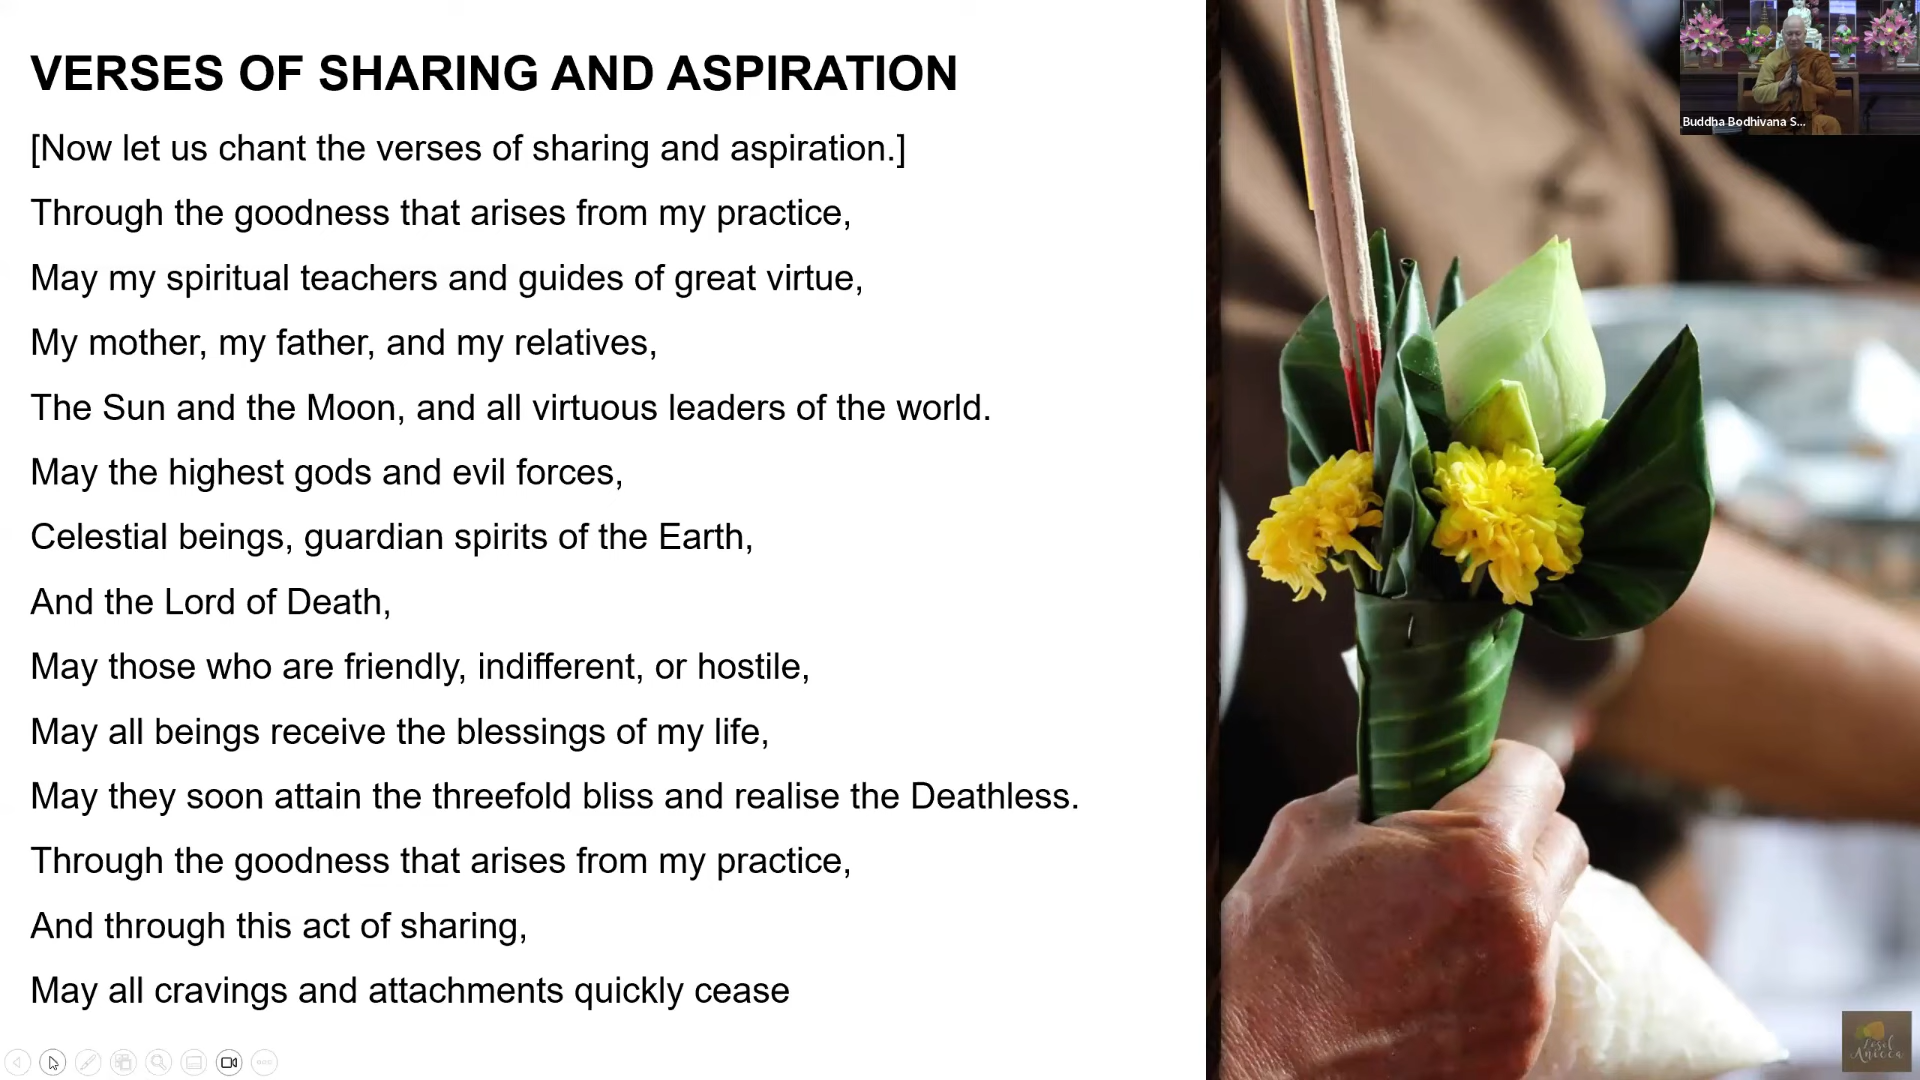 VERSES OF SHARING AND ASPIRATION
[Now let us chant the verses of sharing and aspiration.]
Through the goodness that arises from my practice,
May my spiritual teachers and guides of great virtue,
My mother, my father, and my relatives,
The Sun and the Moon, and all virtuous leaders of the world.
May the highest gods and evil forces,
Celestial beings, guardian spirits of the Earth,
And the Lord of Death,
May those who are friendly, indifferent, or hostile,
May all beings receive the blessings of my life,
May they soon attain the threefold bliss and realise the Deathless.
Through the goodness that arises from my practice,
And through this act of sharing,
May all cravings and attachments quickly cease
Buddha Bodhivana S...
Anicca